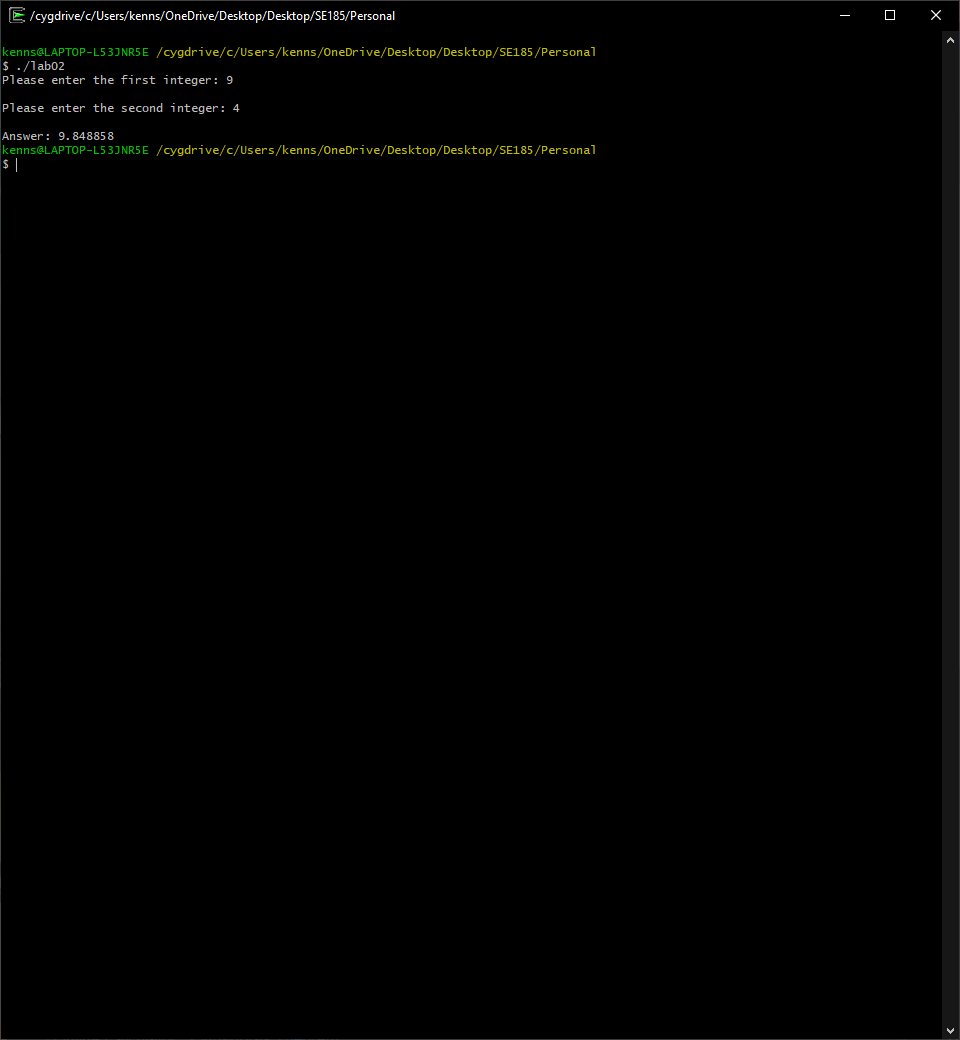 /cygdrive/c/Users/kenns/OneDrive/Desktop/Desktop/SE185/Personal
kenns@LAPTOP-L53JNR5E /cygdrive/c/Users/kenns/OneDrive/Desktop/Desktop/SE185/Personal
$ ./lab02
Please enter the first integer: 9
Please enter the second integer: 4
Answer: 9.848858
kenns@LAPTOP-L53JNR5E /cygdrive/c/Users/kenns/OneDrive/Desktop/Desktop/SE185/Personal
$